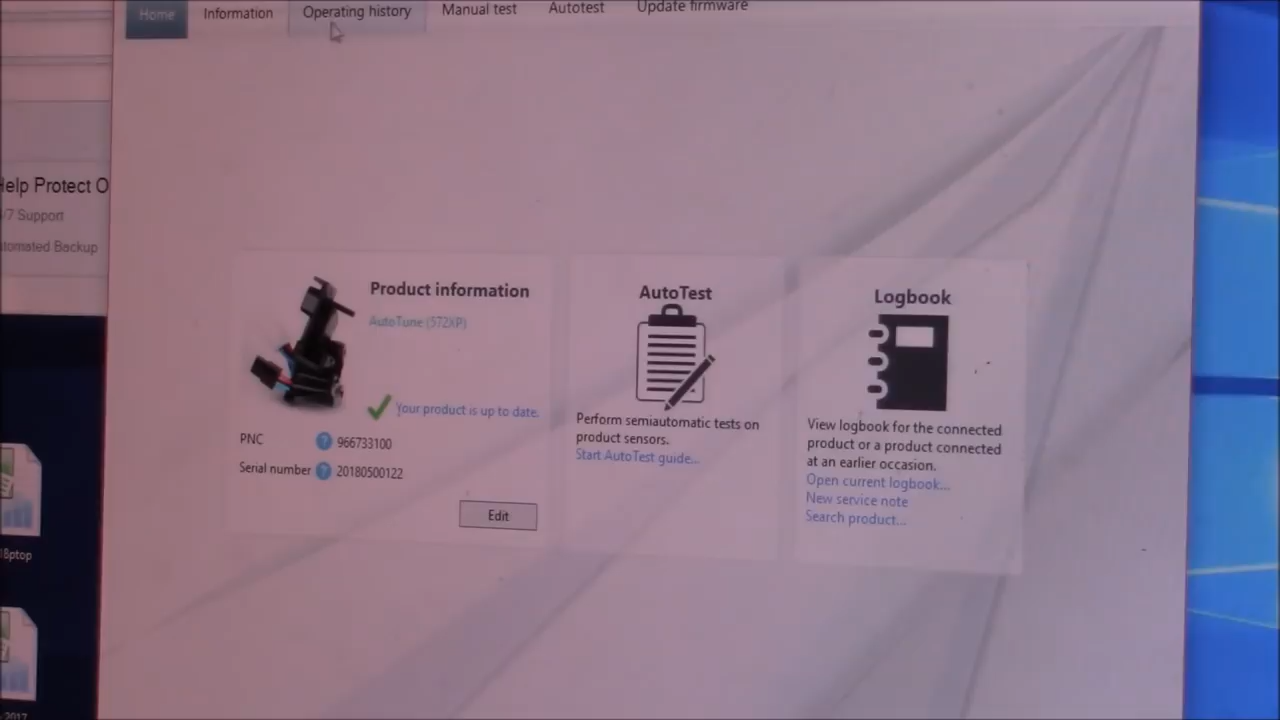 Home
Information
Operating history
Manual test
Autotest
Update firmware
Help Protect O
/7 Support
utomated Backup
Product information
AutoTune (572XP)
Your product is up to date.
PNC
966733100
Serial number
20180500122
Edit
AutoTest
Perform semiautomatic tests on
product sensors.
Start AutoTest guide...
Logbook
View logbook for the connected
product or a product connected
at an earlier occasion.
Open current logbook...
New service note
Search product...
8ptop
2017